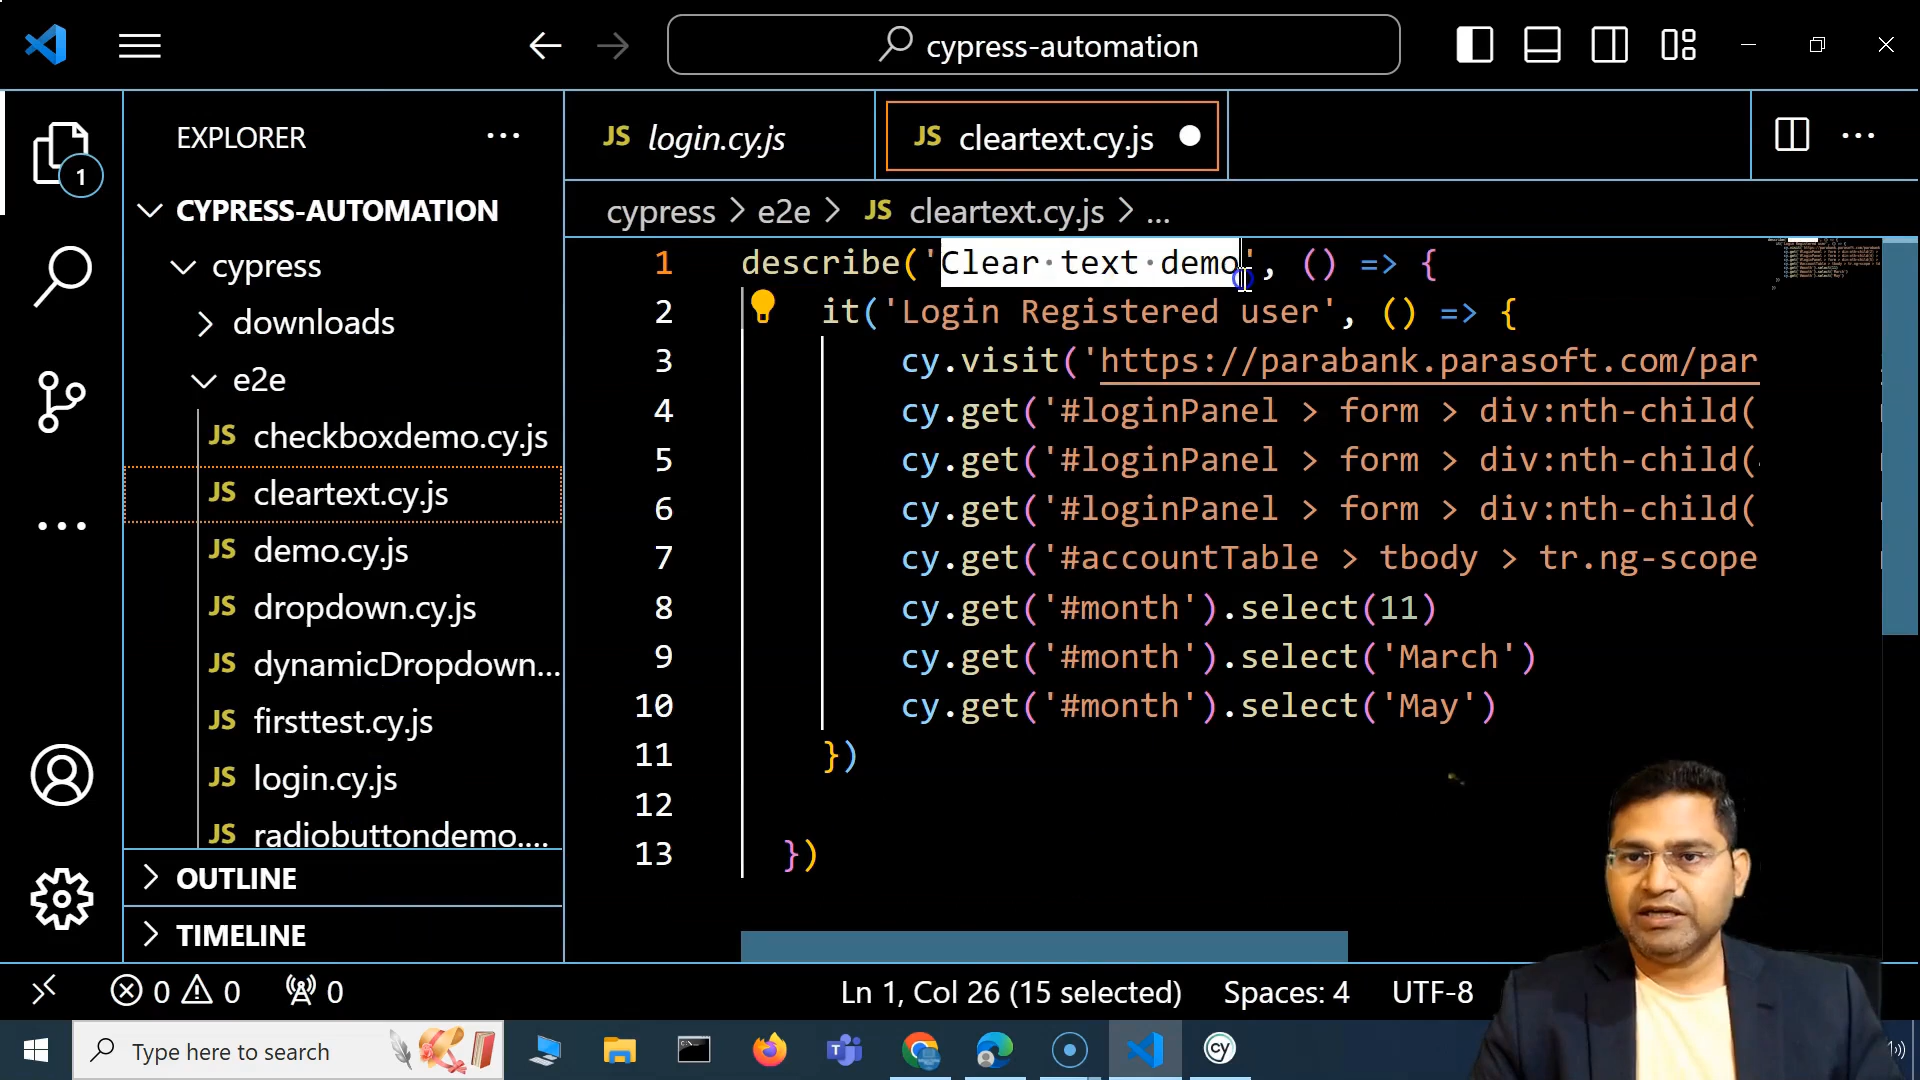 cypress-automation
EXPLORER
1
CYPRESS-AUTOMATION
cypress
downloads
e2e
JS checkboxdemo.cy.js
JS cleartext.cy.js
JS demo.cy.js
JS dropdown.cy.js
JS dynamicDropdown...
JS firsttest.cy.js
JS login.cy.js
JS radiobuttondemo....
OUTLINE
TIMELINE
JS login.cy.js
JS cleartext.cy.js
cypress > e2e > JS cleartext.cy.js > ...
1 describe('Clear text demo', () => {
2 it('Login Registered user', () => {
3 cy.visit('https://parabank.parasoft.com/par
4 cy.get('#loginPanel > form > div:nth-child(
5 cy.get('#loginPanel > form > div:nth-child(
6 cy.get('#loginPanel > form > div:nth-child(
7 cy.get('#accountTable > tbody > tr.ng-scope
8 cy.get('#month').select(11)
9 cy.get('#month').select('March')
10 cy.get('#month').select('May')
11 })
12
13 })
0 0 0
Ln 1, Col 26 (15 selected)
Spaces: 4
UTF-8
Type here to search
cy